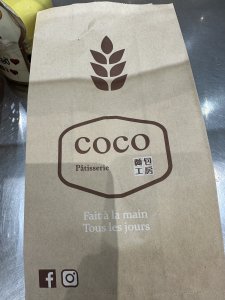 COCO
Pâtisserie
麵包
工房
Fait à la main
Tous les jours